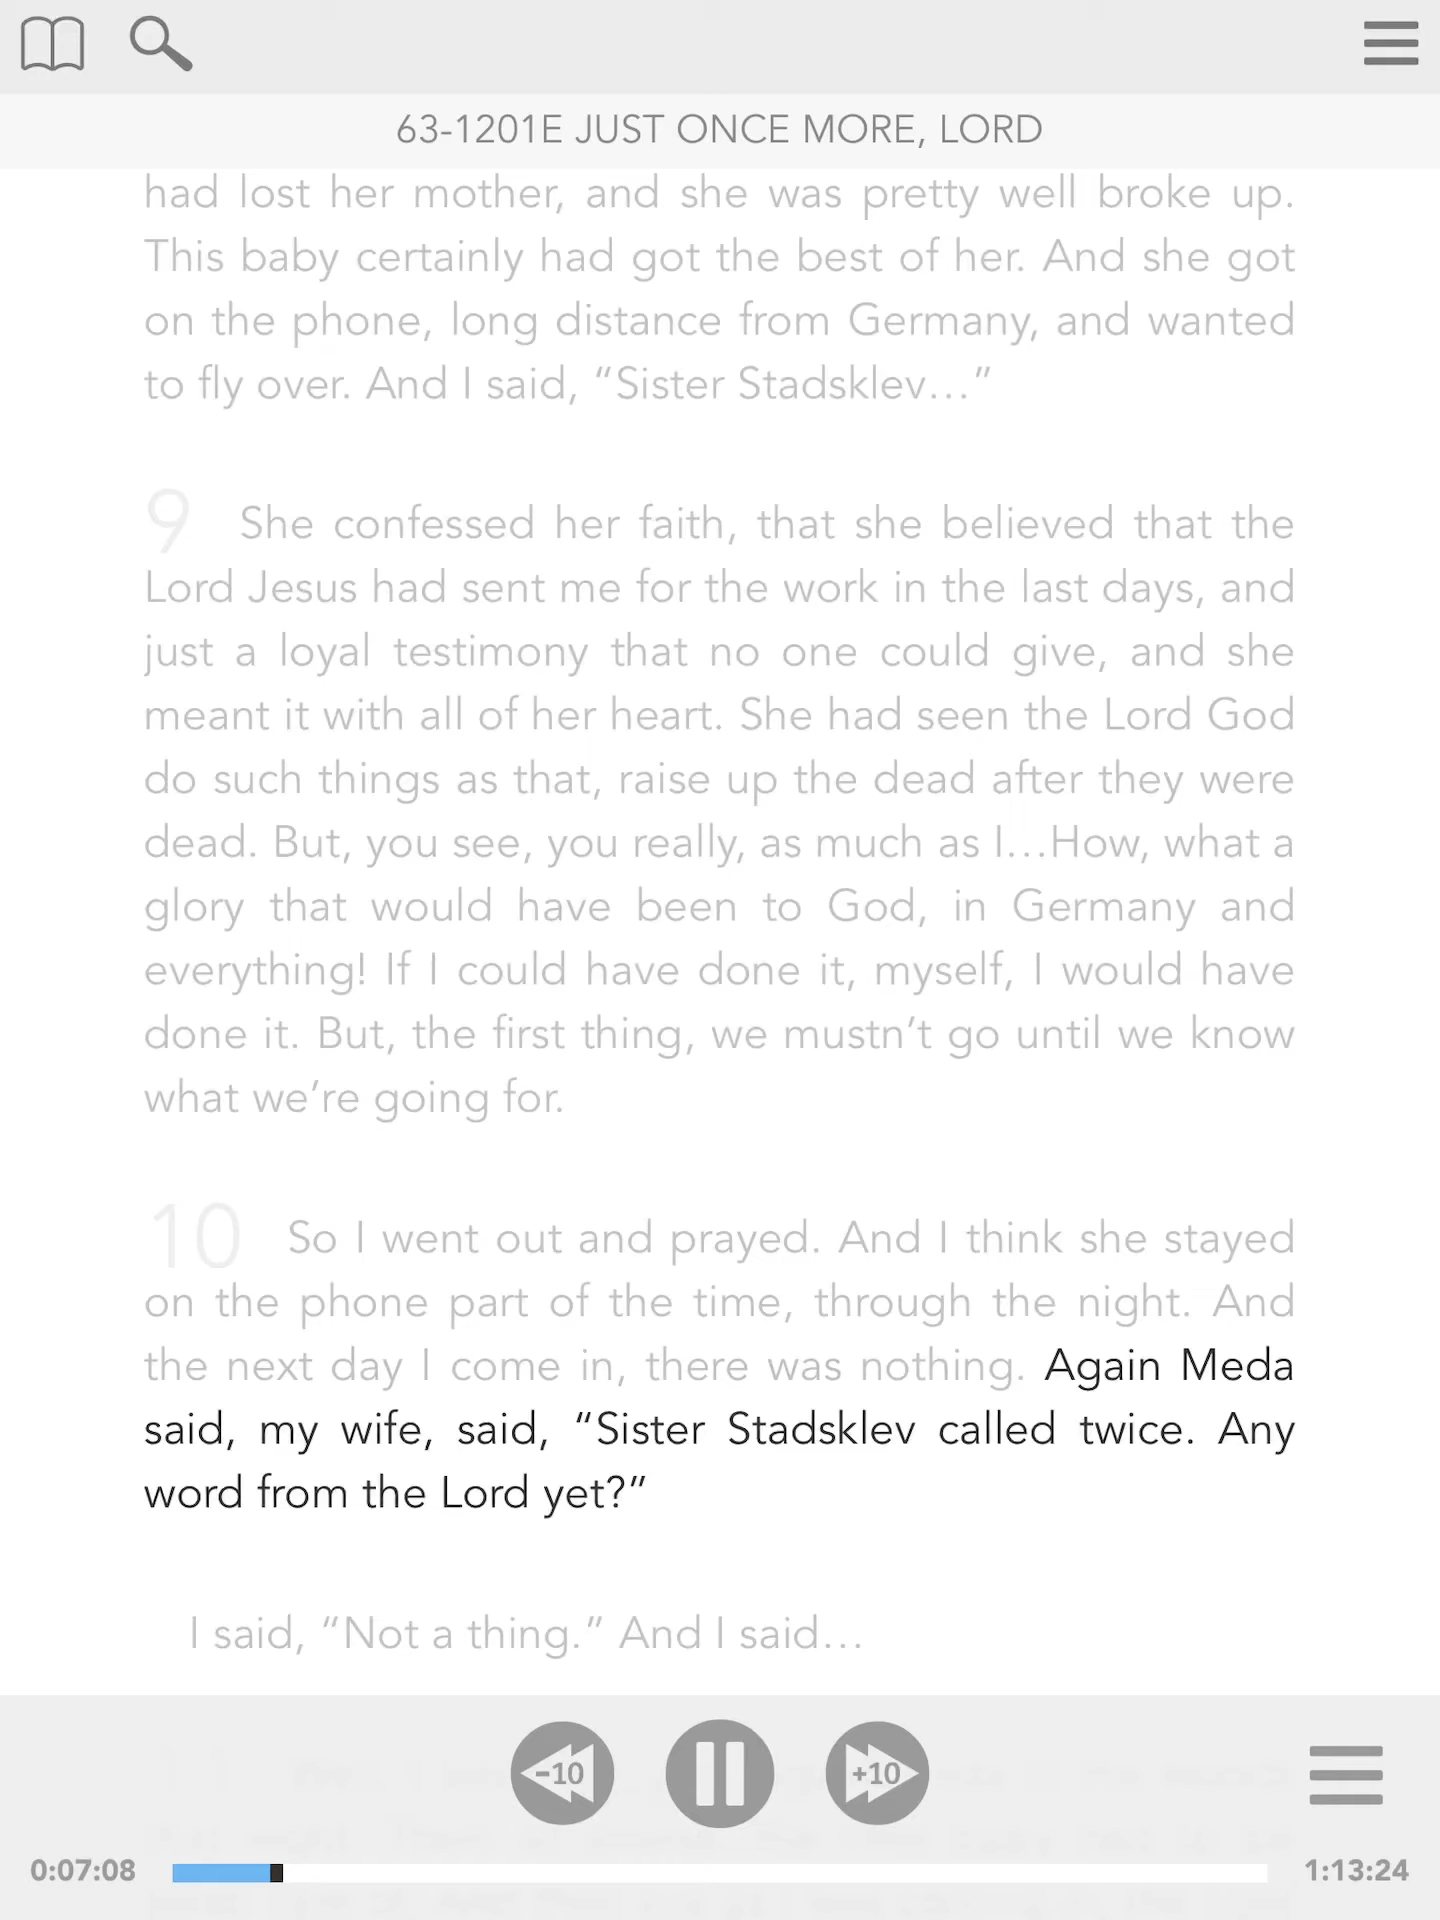 63-1201E JUST ONCE MORE, LORD
had lost her mother, and she was pretty well broke up.
This baby certainly had got the best of her. And she got
on the phone, long distance from Germany, and wanted
to fly over. And I said, “Sister Stadsklev…”
9 She confessed her faith, that she believed that the
Lord Jesus had sent me for the work in the last days, and
just a loyal testimony that no one could give, and she
meant it with all of her heart. She had seen the Lord God
do such things as that, raise up the dead after they were
dead. But, you see, you really, as much as I…How, what a
glory that would have been to God, in Germany and
everything! If I could have done it, myself, I would have
done it. But, the first thing, we mustn’t go until we know
what we’re going for.
10 So I went out and prayed. And I think she stayed
on the phone part of the time, through the night. And
the next day I come in, there was nothing. Again Meda
said, my wife, said, “Sister Stadsklev called twice. Any
word from the Lord yet?”
I said, “Not a thing.” And I said…
-10 +10
0:07:08 1:13:24